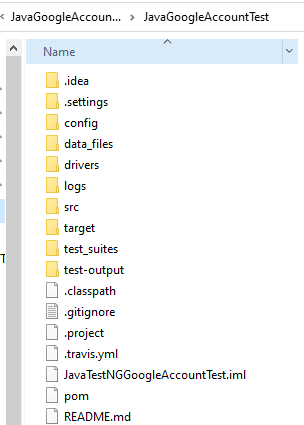 JavaGoogleAccoun... > JavaGoogleAccountTest
Name
.idea
.settings
config
data_files
drivers
logs
src
target
test_suites
test-output
.classpath
.gitignore
.project
.travis.yml
JavaTestNGGoogleAccountTest.iml
pom
README.md